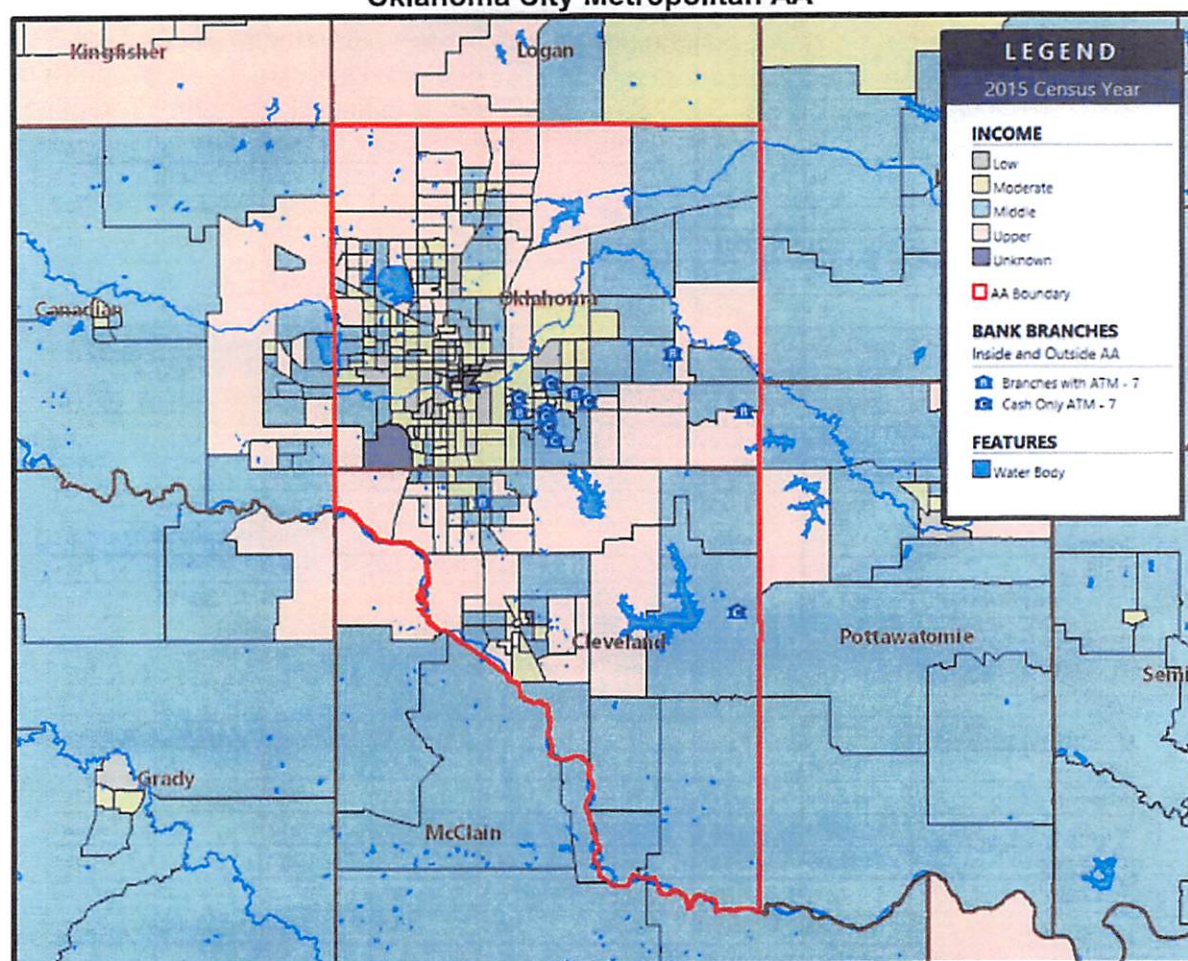 Oklahoma City Metropolitan AA
Kingfisher
Logan
LEGEND
2015 Census Year
INCOME
Low
Moderate
Middle
Upper
Unknown
AA Boundary
BANK BRANCHES
Inside and Outside AA
Branches with ATM - 7
Cash Only ATM - 7
FEATURES
Water Body
Oklahoma
Canadian
Cleveland
Pottawatomie
Semi
Grady
McClain